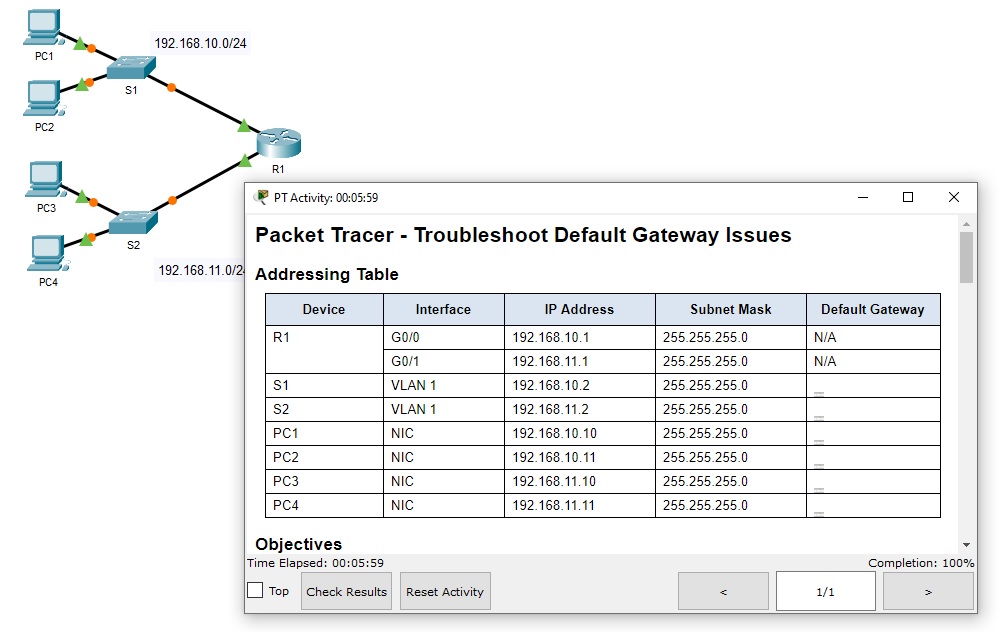 PC1
192.168.10.0/24
S1
PC2
R1
PC3
S2
192.168.11.0/24
PC4
PT Activity: 00:05:59
Packet Tracer - Troubleshoot Default Gateway Issues
Addressing Table
Device Interface IP Address Subnet Mask Default Gateway
R1 G0/0 192.168.10.1 255.255.255.0 N/A
G0/1 192.168.11.1 255.255.255.0 N/A
S1 VLAN 1 192.168.10.2 255.255.255.0
S2 VLAN 1 192.168.11.2 255.255.255.0
PC1 NIC 192.168.10.10 255.255.255.0
PC2 NIC 192.168.10.11 255.255.255.0
PC3 NIC 192.168.11.10 255.255.255.0
PC4 NIC 192.168.11.11 255.255.255.0
Objectives
Time Elapsed: 00:05:59 Completion: 100%
Top Check Results Reset Activity < 1/1 >